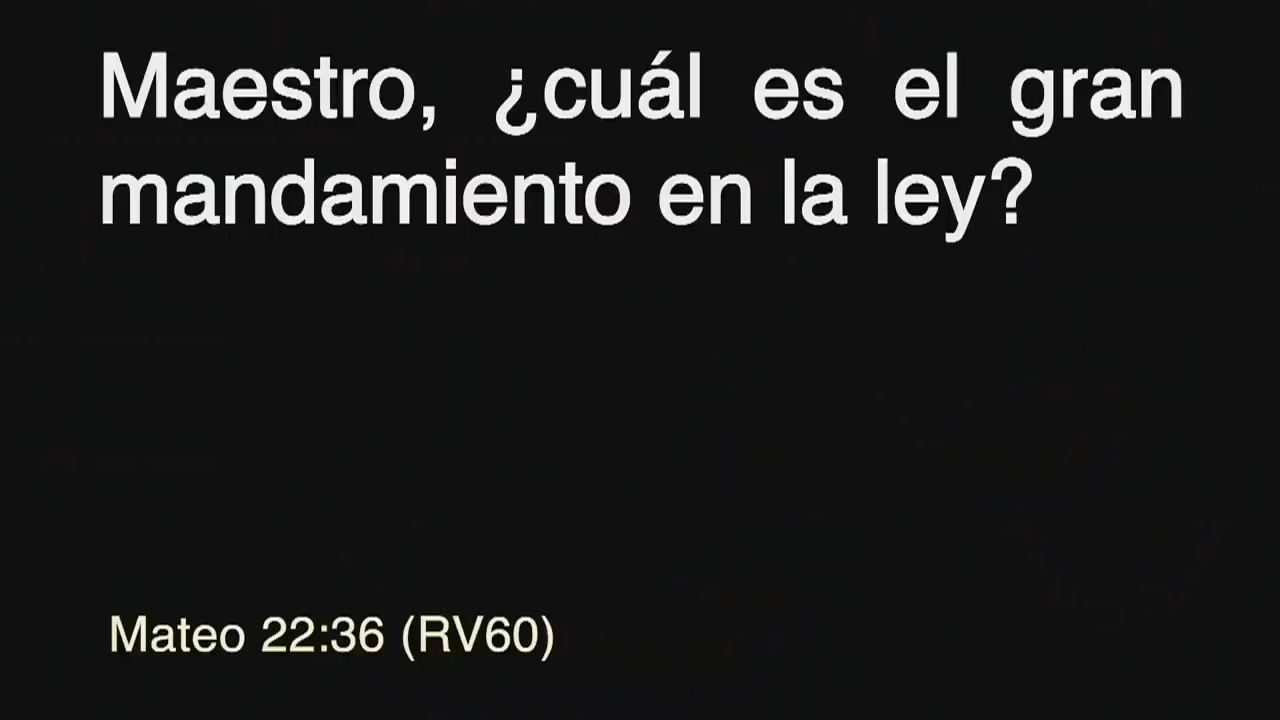 Maestro, ¿cuál es el gran
mandamiento en la ley?
Mateo 22:36 (RV60)